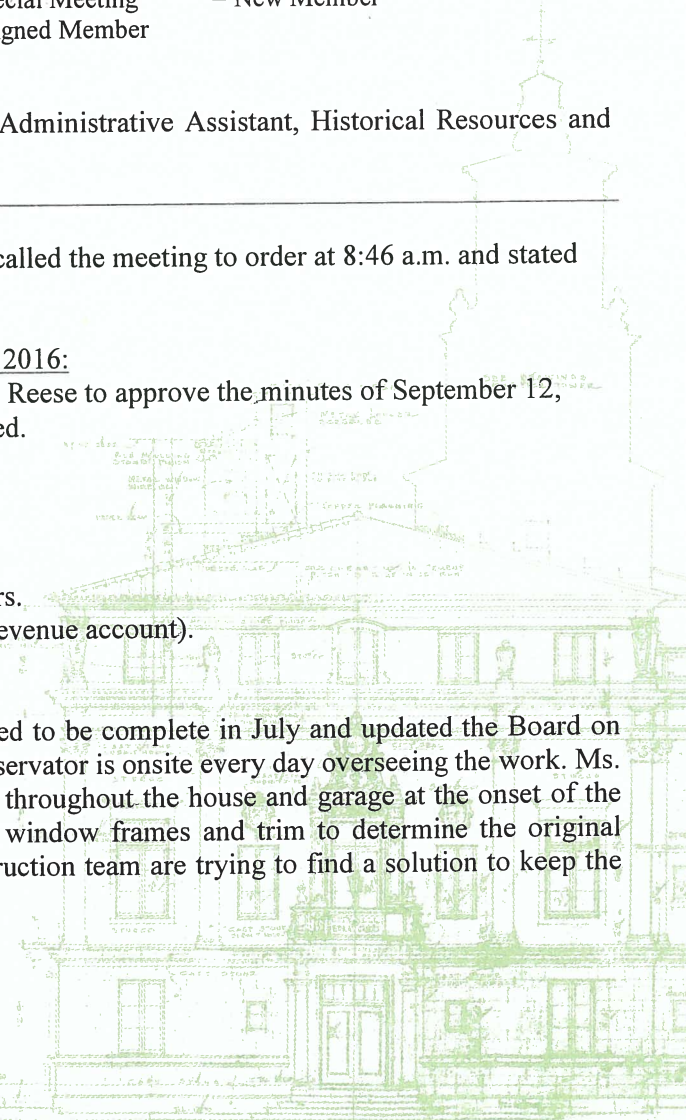 ecial Meeting – New Member
gned Member
Administrative Assistant, Historical Resources and
called the meeting to order at 8:46 a.m. and stated
2016:
Reese to approve the minutes of September 12,
ed.
rs.
evenue account).
ed to be complete in July and updated the Board on
servator is onsite every day overseeing the work. Ms.
throughout the house and garage at the onset of the
window frames and trim to determine the original
ruction team are trying to find a solution to keep the